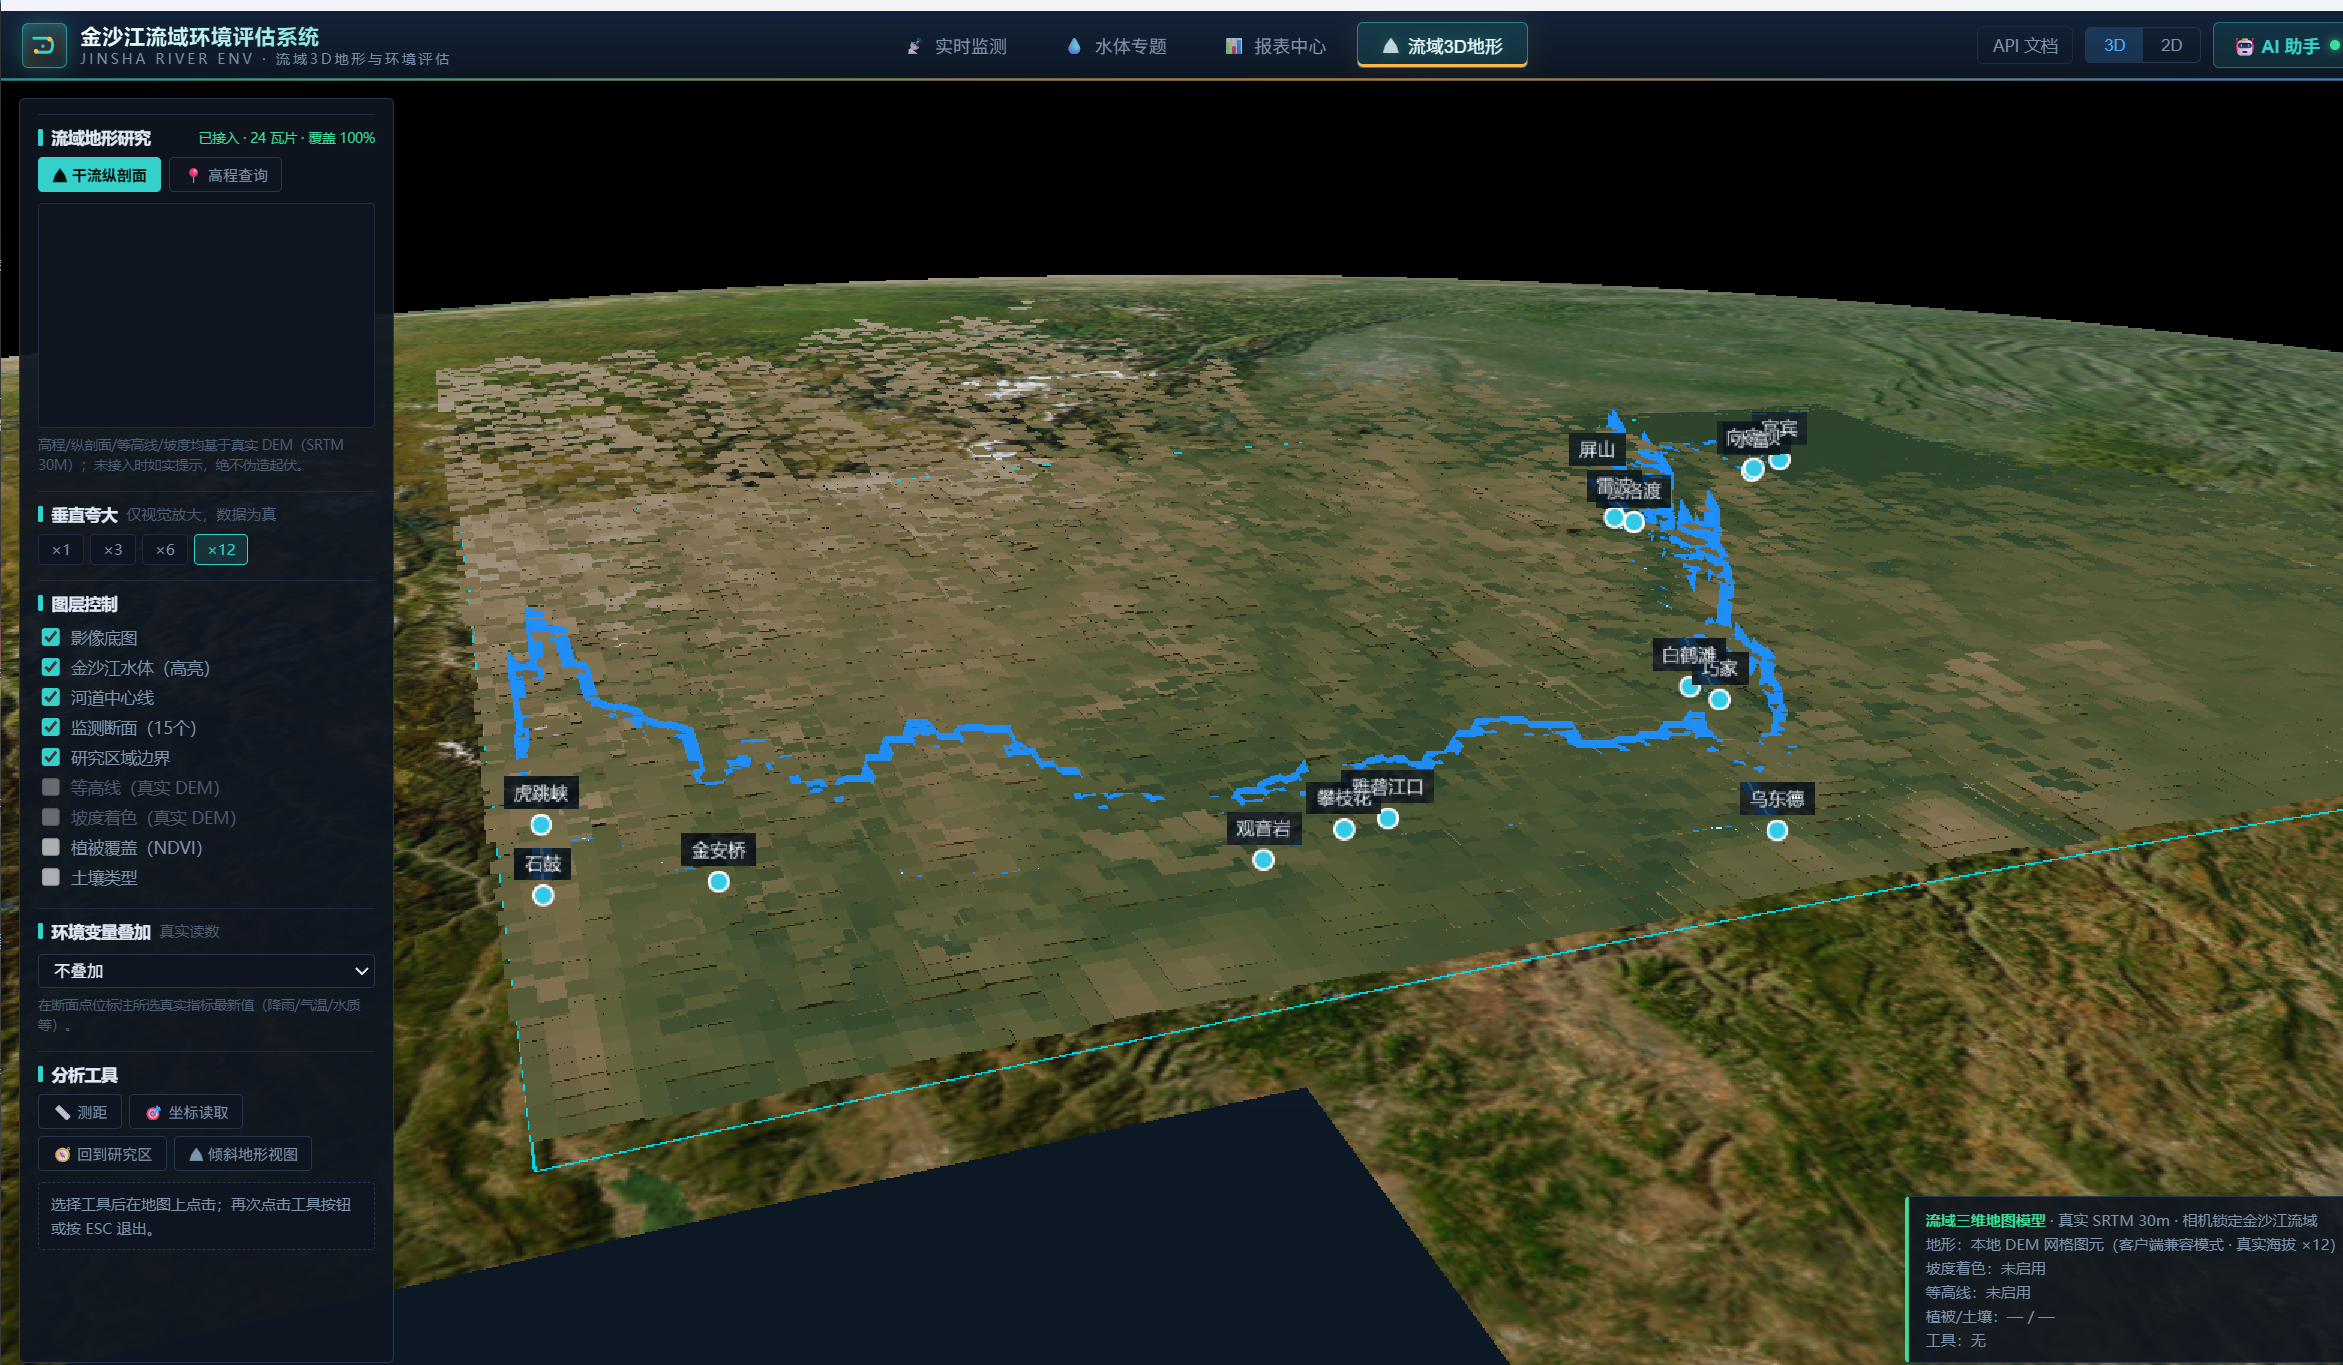 金沙江流域环境评估系统
JINSHA RIVER ENV · 流域3D地形与环境评估
实时监测
水体专题
报表中心
流域3D地形
API 文档
3D
2D
AI 助手
流域地形研究
已接入 · 24 瓦片 · 覆盖 100%
干流纵剖面
高程查询
高程/纵剖面/等高线/坡度均基于真实 DEM（SRTM
30M）；未接入时如实提示，绝不伪造起伏。
垂直夸大 仅视觉放大，数据为真
×1
×3
×6
×12
图层控制
影像底图
金沙江水体（高亮）
河道中心线
监测断面（15个）
研究区域边界
等高线（真实 DEM）
坡度着色（真实 DEM）
植被覆盖（NDVI）
土壤类型
环境变量叠加 真实读数
不叠加
在断面点位标注所选真实指标最新值（降雨/气温/水质
等）。
分析工具
测距
坐标读取
回到研究区
倾斜地形视图
选择工具后在地图上点击；再次点击工具按钮
或按 ESC 退出。
屏山
宜宾
雷波
溪洛渡
白鹤滩
巧家
虎跳峡
石鼓
金安桥
观音岩
攀枝花
雅砻江口
乌东德
流域三维地图模型 · 真实 SRTM 30m · 相机锁定金沙江流域
地形：本地 DEM 网格图元（客户端兼容模式 · 真实海拔 ×12）
坡度着色：未启用
等高线：未启用
植被/土壤：— / —
工具：无